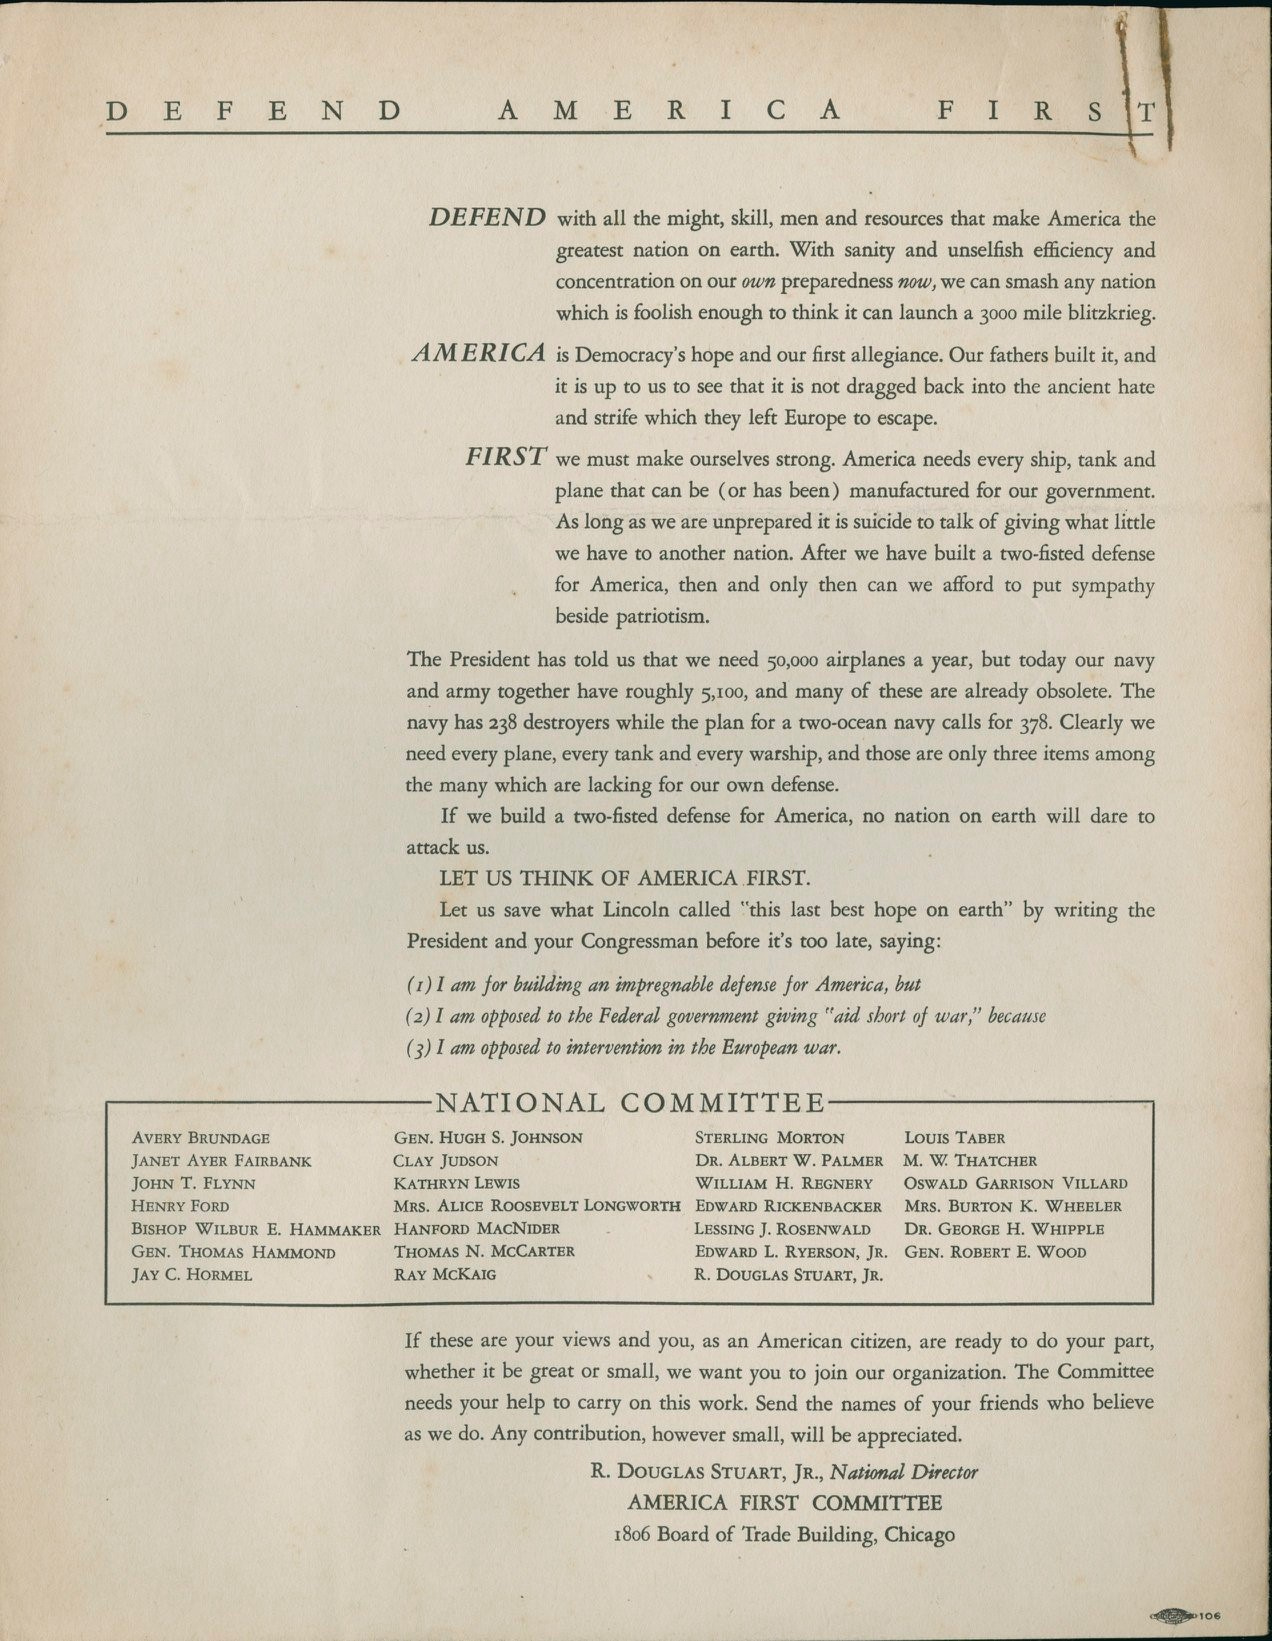 DEFEND AMERICA FIRST
DEFEND with all the might, skill, men and resources that make America the
greatest nation on earth. With sanity and unselfish efficiency and
concentration on our own preparedness now, we can smash any nation
which is foolish enough to think it can launch a 3000 mile blitzkrieg.
AMERICA is Democracy's hope and our first allegiance. Our fathers built it, and
it is up to us to see that it is not dragged back into the ancient hate
and strife which they left Europe to escape.
FIRST we must make ourselves strong. America needs every ship, tank and
plane that can be (or has been) manufactured for our government.
As long as we are unprepared it is suicide to talk of giving what little
we have to another nation. After we have built a two-fisted defense
for America, then and only then can we afford to put sympathy
beside patriotism.
The President has told us that we need 50,000 airplanes a year, but today our navy
and army together have roughly 5,100, and many of these are already obsolete. The
navy has 238 destroyers while the plan for a two-ocean navy calls for 378. Clearly we
need every plane, every tank and every warship, and those are only three items among
the many which are lacking for our own defense.
If we build a two-fisted defense for America, no nation on earth will dare to
attack us.
LET US THINK OF AMERICA FIRST.
Let us save what Lincoln called "this last best hope on earth" by writing the
President and your Congressman before it's too late, saying:
(1) I am for building an impregnable defense for America, but
(2) I am opposed to the Federal government giving "aid short of war," because
(3) I am opposed to intervention in the European war.
NATIONAL COMMITTEE
AVERY BRUNDAGE GEN. HUGH S. JOHNSON STERLING MORTON LOUIS TABER
JANET AYER FAIRBANK CLAY JUDSON DR. ALBERT W. PALMER M. W. THATCHER
JOHN T. FLYNN KATHRYN LEWIS WILLIAM H. REGNERY OSWALD GARRISON VILLARD
HENRY FORD MRS. ALICE ROOSEVELT LONGWORTH EDWARD RICKENBACKER MRS. BURTON K. WHEELER
BISHOP WILBUR E. HAMMAKER HANFORD MACNIDER LESSING J. ROSENWALD DR. GEORGE H. WHIPPLE
GEN. THOMAS HAMMOND THOMAS N. MCCARTER EDWARD L. RYERSON, JR. GEN. ROBERT E. WOOD
JAY C. HORMEL RAY MCKAIG R. DOUGLAS STUART, JR.
If these are your views and you, as an American citizen, are ready to do your part,
whether it be great or small, we want you to join our organization. The Committee
needs your help to carry on this work. Send the names of your friends who believe
as we do. Any contribution, however small, will be appreciated.
R. DOUGLAS STUART, JR., National Director
AMERICA FIRST COMMITTEE
1806 Board of Trade Building, Chicago
106